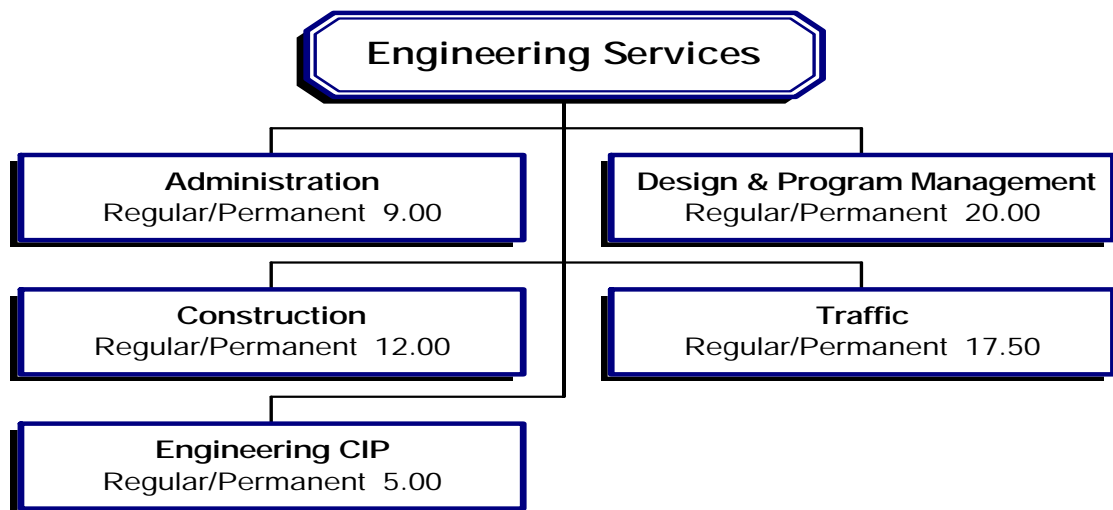 Engineering Services
Administration
Regular/Permanent 9.00
Design & Program Management
Regular/Permanent 20.00
Construction
Regular/Permanent 12.00
Traffic
Regular/Permanent 17.50
Engineering CIP
Regular/Permanent 5.00